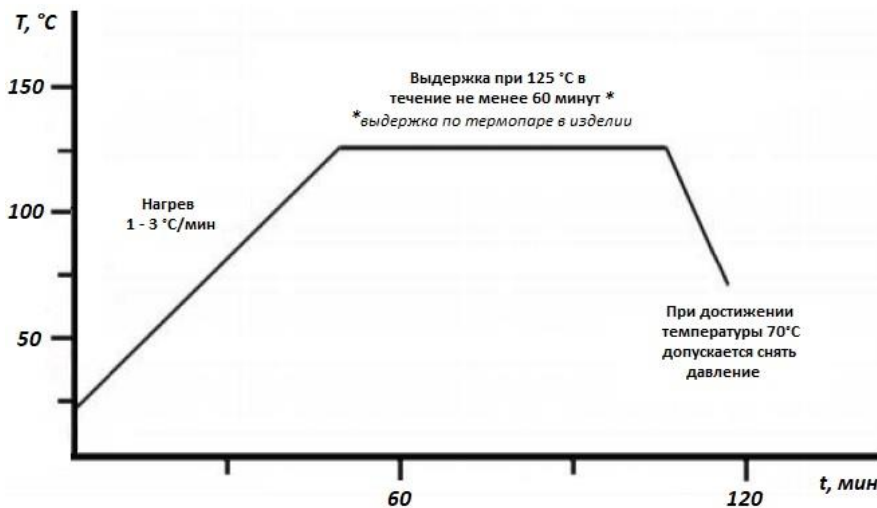 T, °C
150
Выдержка при 125 °С в
течение не менее 60 минут *
*выдержка по термопаре в изделии
100
Нагрев
1 - 3 °С/мин
50
При достижении
температуры 70°С
допускается снять
давление
60
120
t, мин